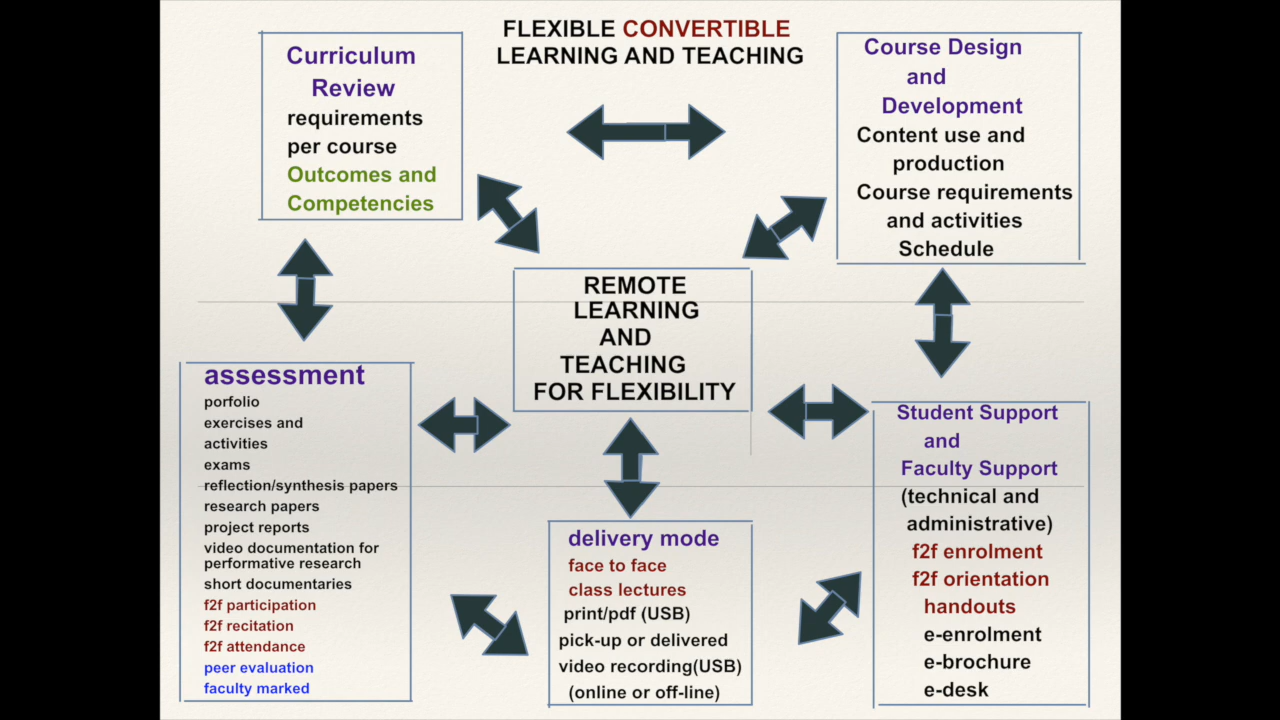 FLEXIBLE CONVERTIBLE
LEARNING AND TEACHING
Curriculum
Review
requirements
per course
Outcomes and
Competencies
Course Design
and
Development
Content use and
production
Course requirements
and activities
Schedule
REMOTE
LEARNING
AND
TEACHING
FOR FLEXIBILITY
assessment
porfolio
exercises and
activities
exams
reflection/synthesis papers
research papers
project reports
video documentation for
performative research
short documentaries
f2f participation
f2f recitation
f2f attendance
peer evaluation
faculty marked
delivery mode
face to face
class lectures
print/pdf (USB)
pick-up or delivered
video recording(USB)
(online or off-line)
Student Support
and
Faculty Support
(technical and
administrative)
f2f enrolment
f2f orientation
handouts
e-enrolment
e-brochure
e-desk